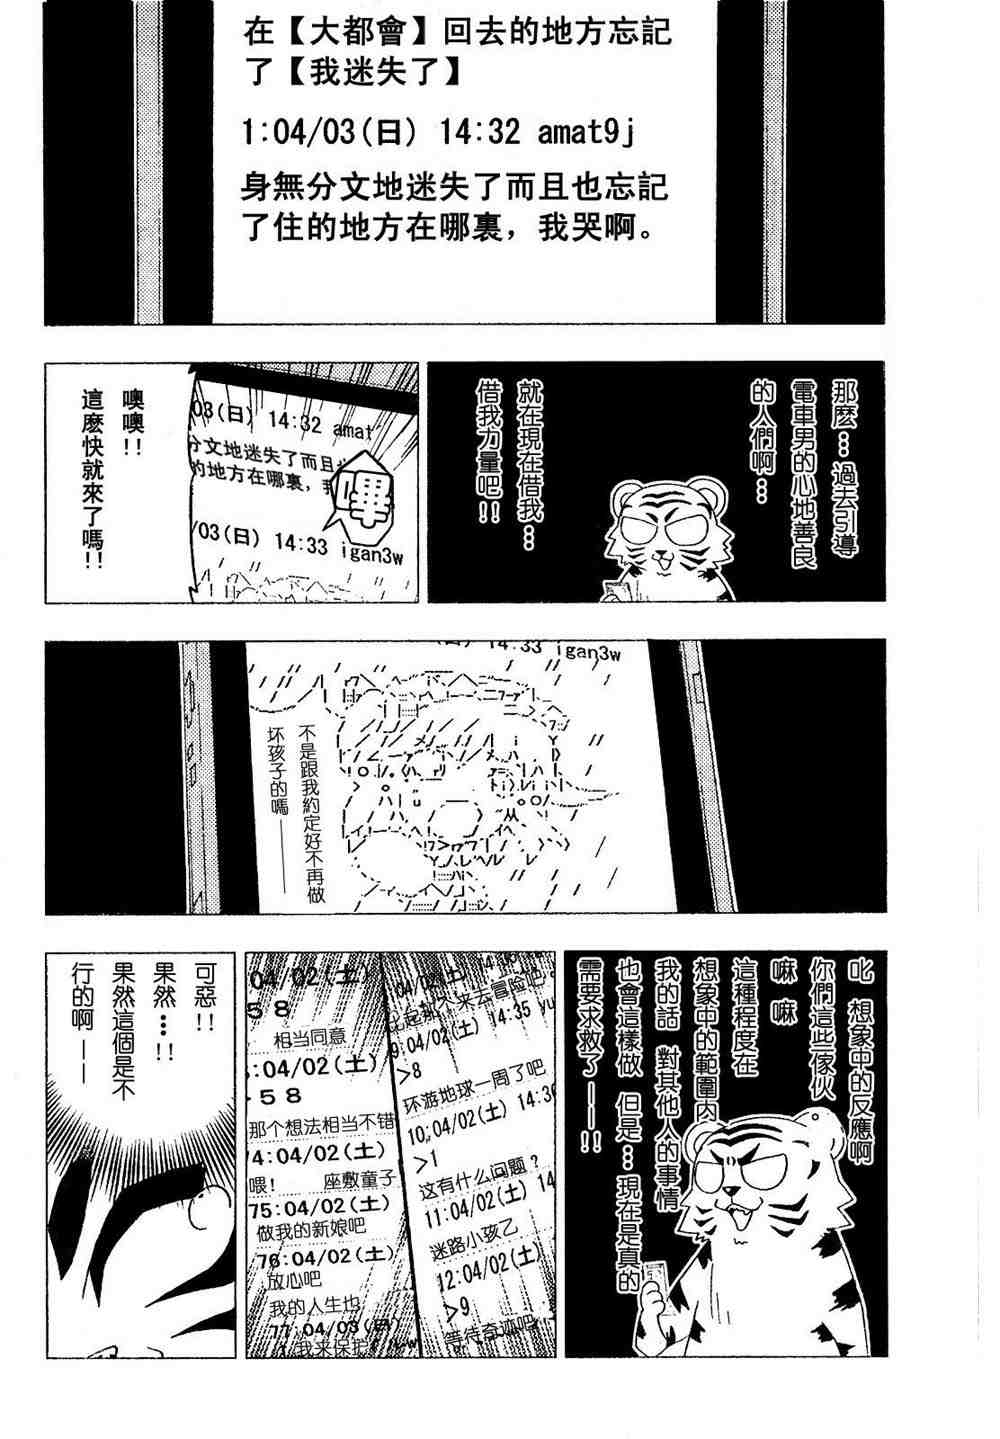 在【大都會】回去的地方忘記
了【我迷失了】
1:04/03(日) 14:32 amat9j
身無分文地迷失了而且也忘記
了住的地方在哪裏，我哭啊。
那麽…過去引導
電車男的心地善良
的人們啊…
就在現在借我…
借我力量吧!!
03(日) 14:32 amat
分文地迷失了而且
的地方在哪裏，我
嗶
/03(日) 14:33 igan3w
噢噢!!
這麽快就來了嗎!!
14:33 igan3w
不是跟我約定好不再做
坏孩子的嗎——
叱 想象中的反應啊
你們這些傢伙
嘛嘛
這種程度在
想象中的範圍内
我的話 對其他人的事情
也會這樣做 但是…現在是真的
需要求救了——!!
04/02(土)
9:04/02(土) 14:35 yu
>8
环游地球一周了吧
10:04/02(土) 14:36
>1
这有什么问题？
11:04/02(土) 14
迷路小孩乙
12:04/02(土)
>9
等待奇迹吧
04/02(土)
58
相当同意
:04/02(土)
58
那个想法相当不错
74:04/02(土)
喂! 座敷童子
75:04/02(土)
做我的新娘吧
76:04/02(土)
放心吧
我的人生也
77:04/03(日)
我来保护
可惡!!
果然…!!
果然這個是不
行的啊——